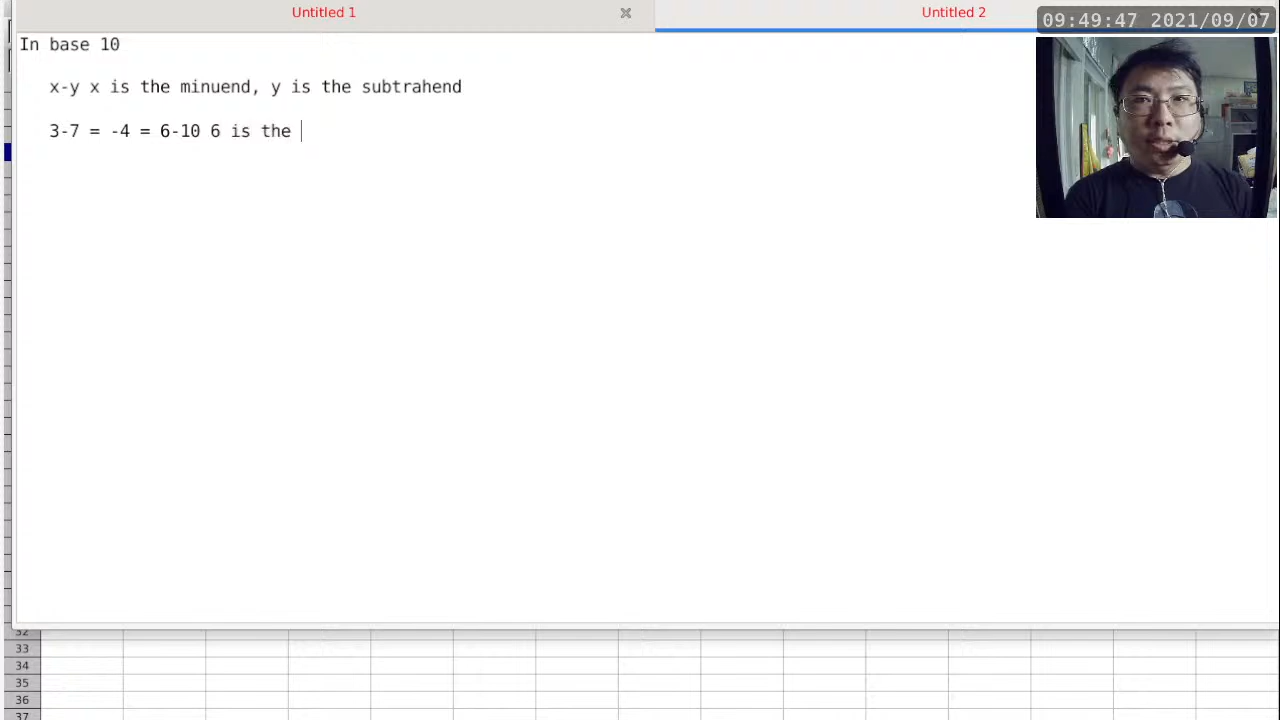 Untitled 1
Untitled 2
09:49:47 2021/09/07
In base 10
x-y x is the minuend, y is the subtrahend
3-7 = -4 = 6-10 6 is the
32
33
34
35
36
37